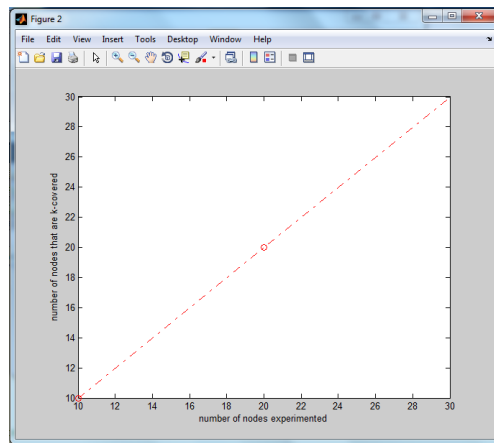 Figure 2
File Edit View Insert Tools Desktop Window Help
30
28
26
24
22
20
18
16
14
12
10
number of nodes that are k-covered
10 12 14 16 18 20 22 24 26 28 30
number of nodes experimented